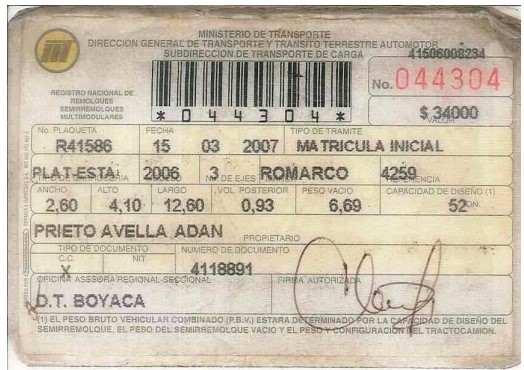 MINISTERIO DE TRANSPORTE
DIRECCION GENERAL DE TRANSPORTE Y TRANSITO TERRESTRE AUTOMOTOR
SUBDIRECCION DE TRANSPORTE DE CARGA
41506008234
No. 044304
REGISTRO NACIONAL DE
REMOLQUES
SEMIRREMOLQUES
MULTIMODULARES
* 0 4 4 3 0 4 *
$ 34000
VALOR
No. PLAQUETA FECHA TIPO DE TRAMITE
R41586 15 03 2007 MATRICULA INICIAL
PLAT-ESTA! 2006 3 ROMARCO 4259
No. DE EJES REFERENCIA
ANCHO ALTO LARGO VOL. POSTERIOR PESO VACIO CAPACIDAD DE DISEÑO (1)
2,60 4,10 12,60 0,93 6,69 52 TON.
PRIETO AVELLA ADAN
PROPIETARIO
TIPO DE DOCUMENTO NUMERO DE DOCUMENTO
C.C NIT
X 4118891
OFICINA ASESORA REGIONAL-SECCIONAL FIRMA AUTORIZADA
D.T. BOYACA
(1) EL PESO BRUTO VEHICULAR COMBINADO (P.B.V.) ESTARA DETERMINADO POR LA CAPACIDAD DE DISEÑO DEL
SEMIRREMOLQUE, EL PESO DEL SEMIRREMOLQUE VACIO Y EL PESO Y CONFIGURACION DEL TRACTOCAMION.